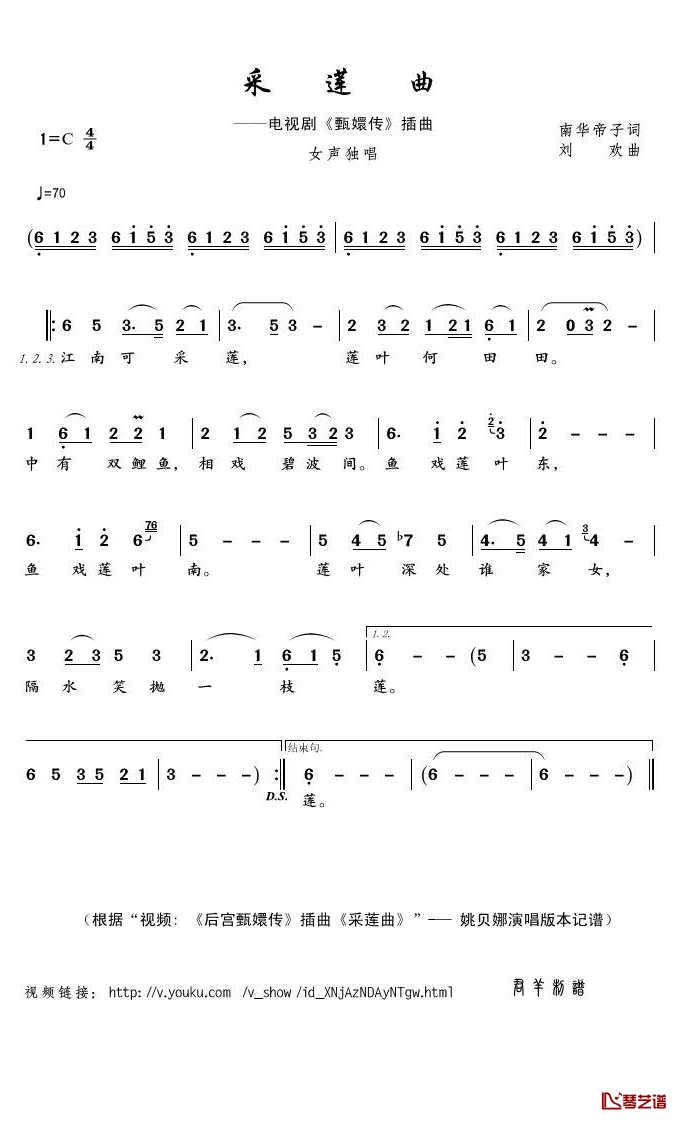 采 莲 曲
——电视剧《甄嬛传》插曲
女声独唱
1=C 4/4
南华帝子词
刘 欢曲
♩=70
(6 1 2 3 6 1 5 3 6 1 2 3 6 1 5 3 | 6 1 2 3 6 1 5 3 6 1 2 3 6 1 5 3) |
‖: 6 5 3. 5 2 1 | 3. 5 3 - | 2 3 2 1 2 1 6 1 | 2 0 3 2 - |
1. 2. 3. 江 南 可 采 莲， 莲 叶 何 田 田。
1 6 1 2 2 1 | 2 1 2 5 3 2 3 | 6. 1 2 2 3 | 2 - - - |
中 有 双 鲤 鱼， 相 戏 碧 波 间。 鱼 戏 莲 叶 东，
6. 1 2 6 76 | 5 - - - | 5 4 5 ♭7 5 | 4. 5 4 1 3 4 - |
鱼 戏 莲 叶 南。 莲 叶 深 处 谁 家 女，
1. 2.
3 2 3 5 3 | 2. 1 6 1 5 | 6 - - (5 | 3 - - 6 |
隔 水 笑 抛 一 枝 莲。
结束句.
6 5 3 5 2 1 | 3 - - -) :‖ 6 - - - | (6 - - - | 6 - - -) ‖
D.S. 莲。
（根据“视频：《后宫甄嬛传》插曲《采莲曲》”—— 姚贝娜演唱版本记谱）
视频链接： http://v.youku.com /v_show /id_XNjAzNDAyNTgw.html 君羊制谱
琴艺谱